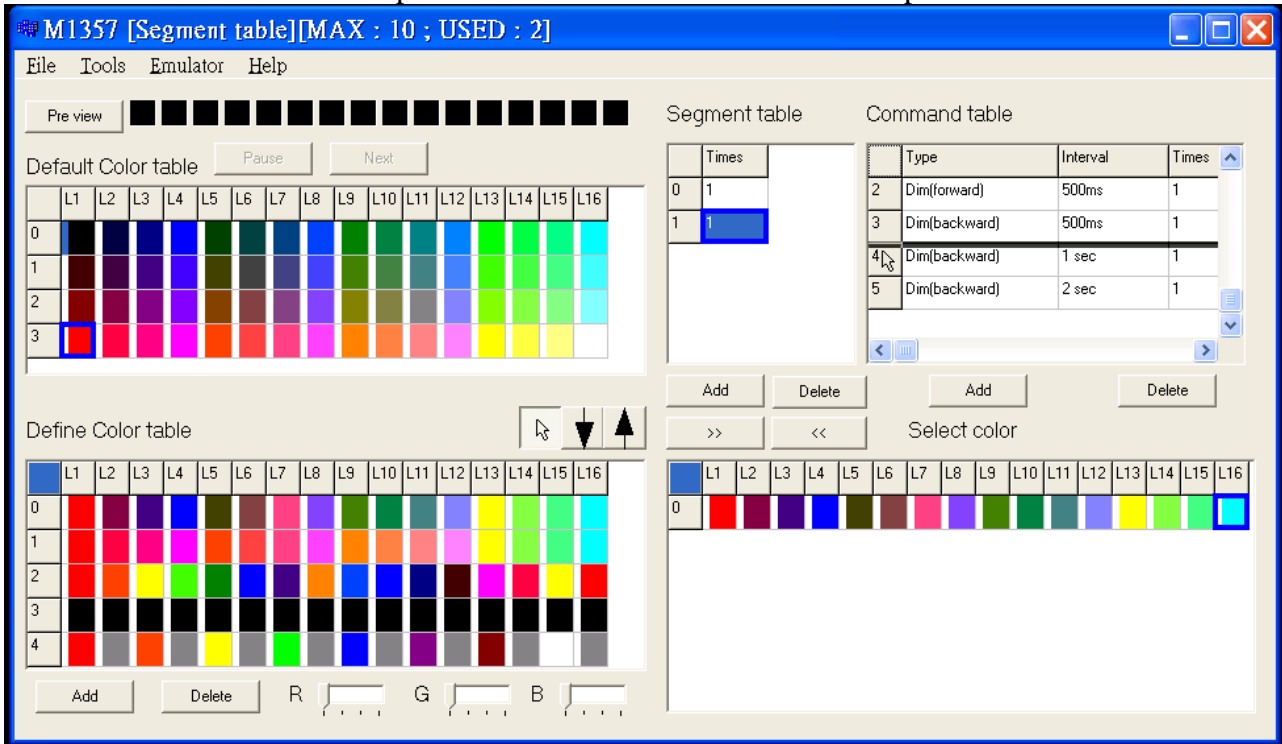 M1357 [Segment table][MAX : 10 ; USED : 2]
File Tools Emulator Help
Pre view
Segment table
Command table
Default Color table
Pause
Next
L1 L2 L3 L4 L5 L6 L7 L8 L9 L10 L11 L12 L13 L14 L15 L16
0
1
2
3
Times
0 1
1 1
Type Interval Times
2 Dim(forward) 500ms 1
3 Dim(backward) 500ms 1
4 Dim(backward) 1 sec 1
5 Dim(backward) 2 sec 1
Add
Delete
Add
Delete
>>
<<
Define Color table
Select color
L1 L2 L3 L4 L5 L6 L7 L8 L9 L10 L11 L12 L13 L14 L15 L16
0
1
2
3
4
L1 L2 L3 L4 L5 L6 L7 L8 L9 L10 L11 L12 L13 L14 L15 L16
0
Add
Delete
R
G
B